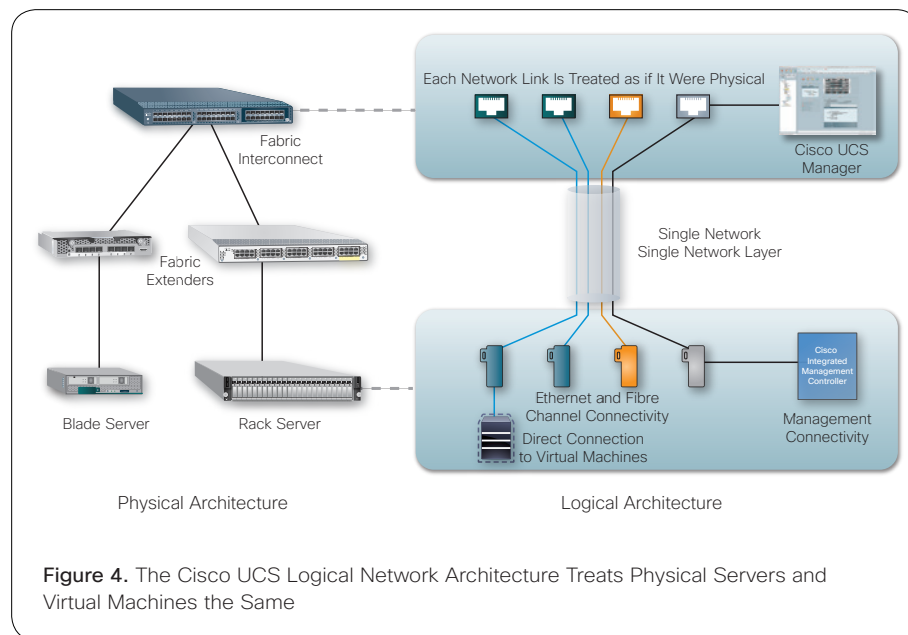 Each Network Link Is Treated as if It Were Physical
Fabric
Interconnect
Cisco UCS
Manager
Fabric
Extenders
Single Network
Single Network Layer
Blade Server
Rack Server
Ethernet and Fibre
Channel Connectivity
Direct Connection
to Virtual Machines
Cisco
Integrated
Management
Controller
Management
Connectivity
Physical Architecture
Logical Architecture
Figure 4. The Cisco UCS Logical Network Architecture Treats Physical Servers and
Virtual Machines the Same